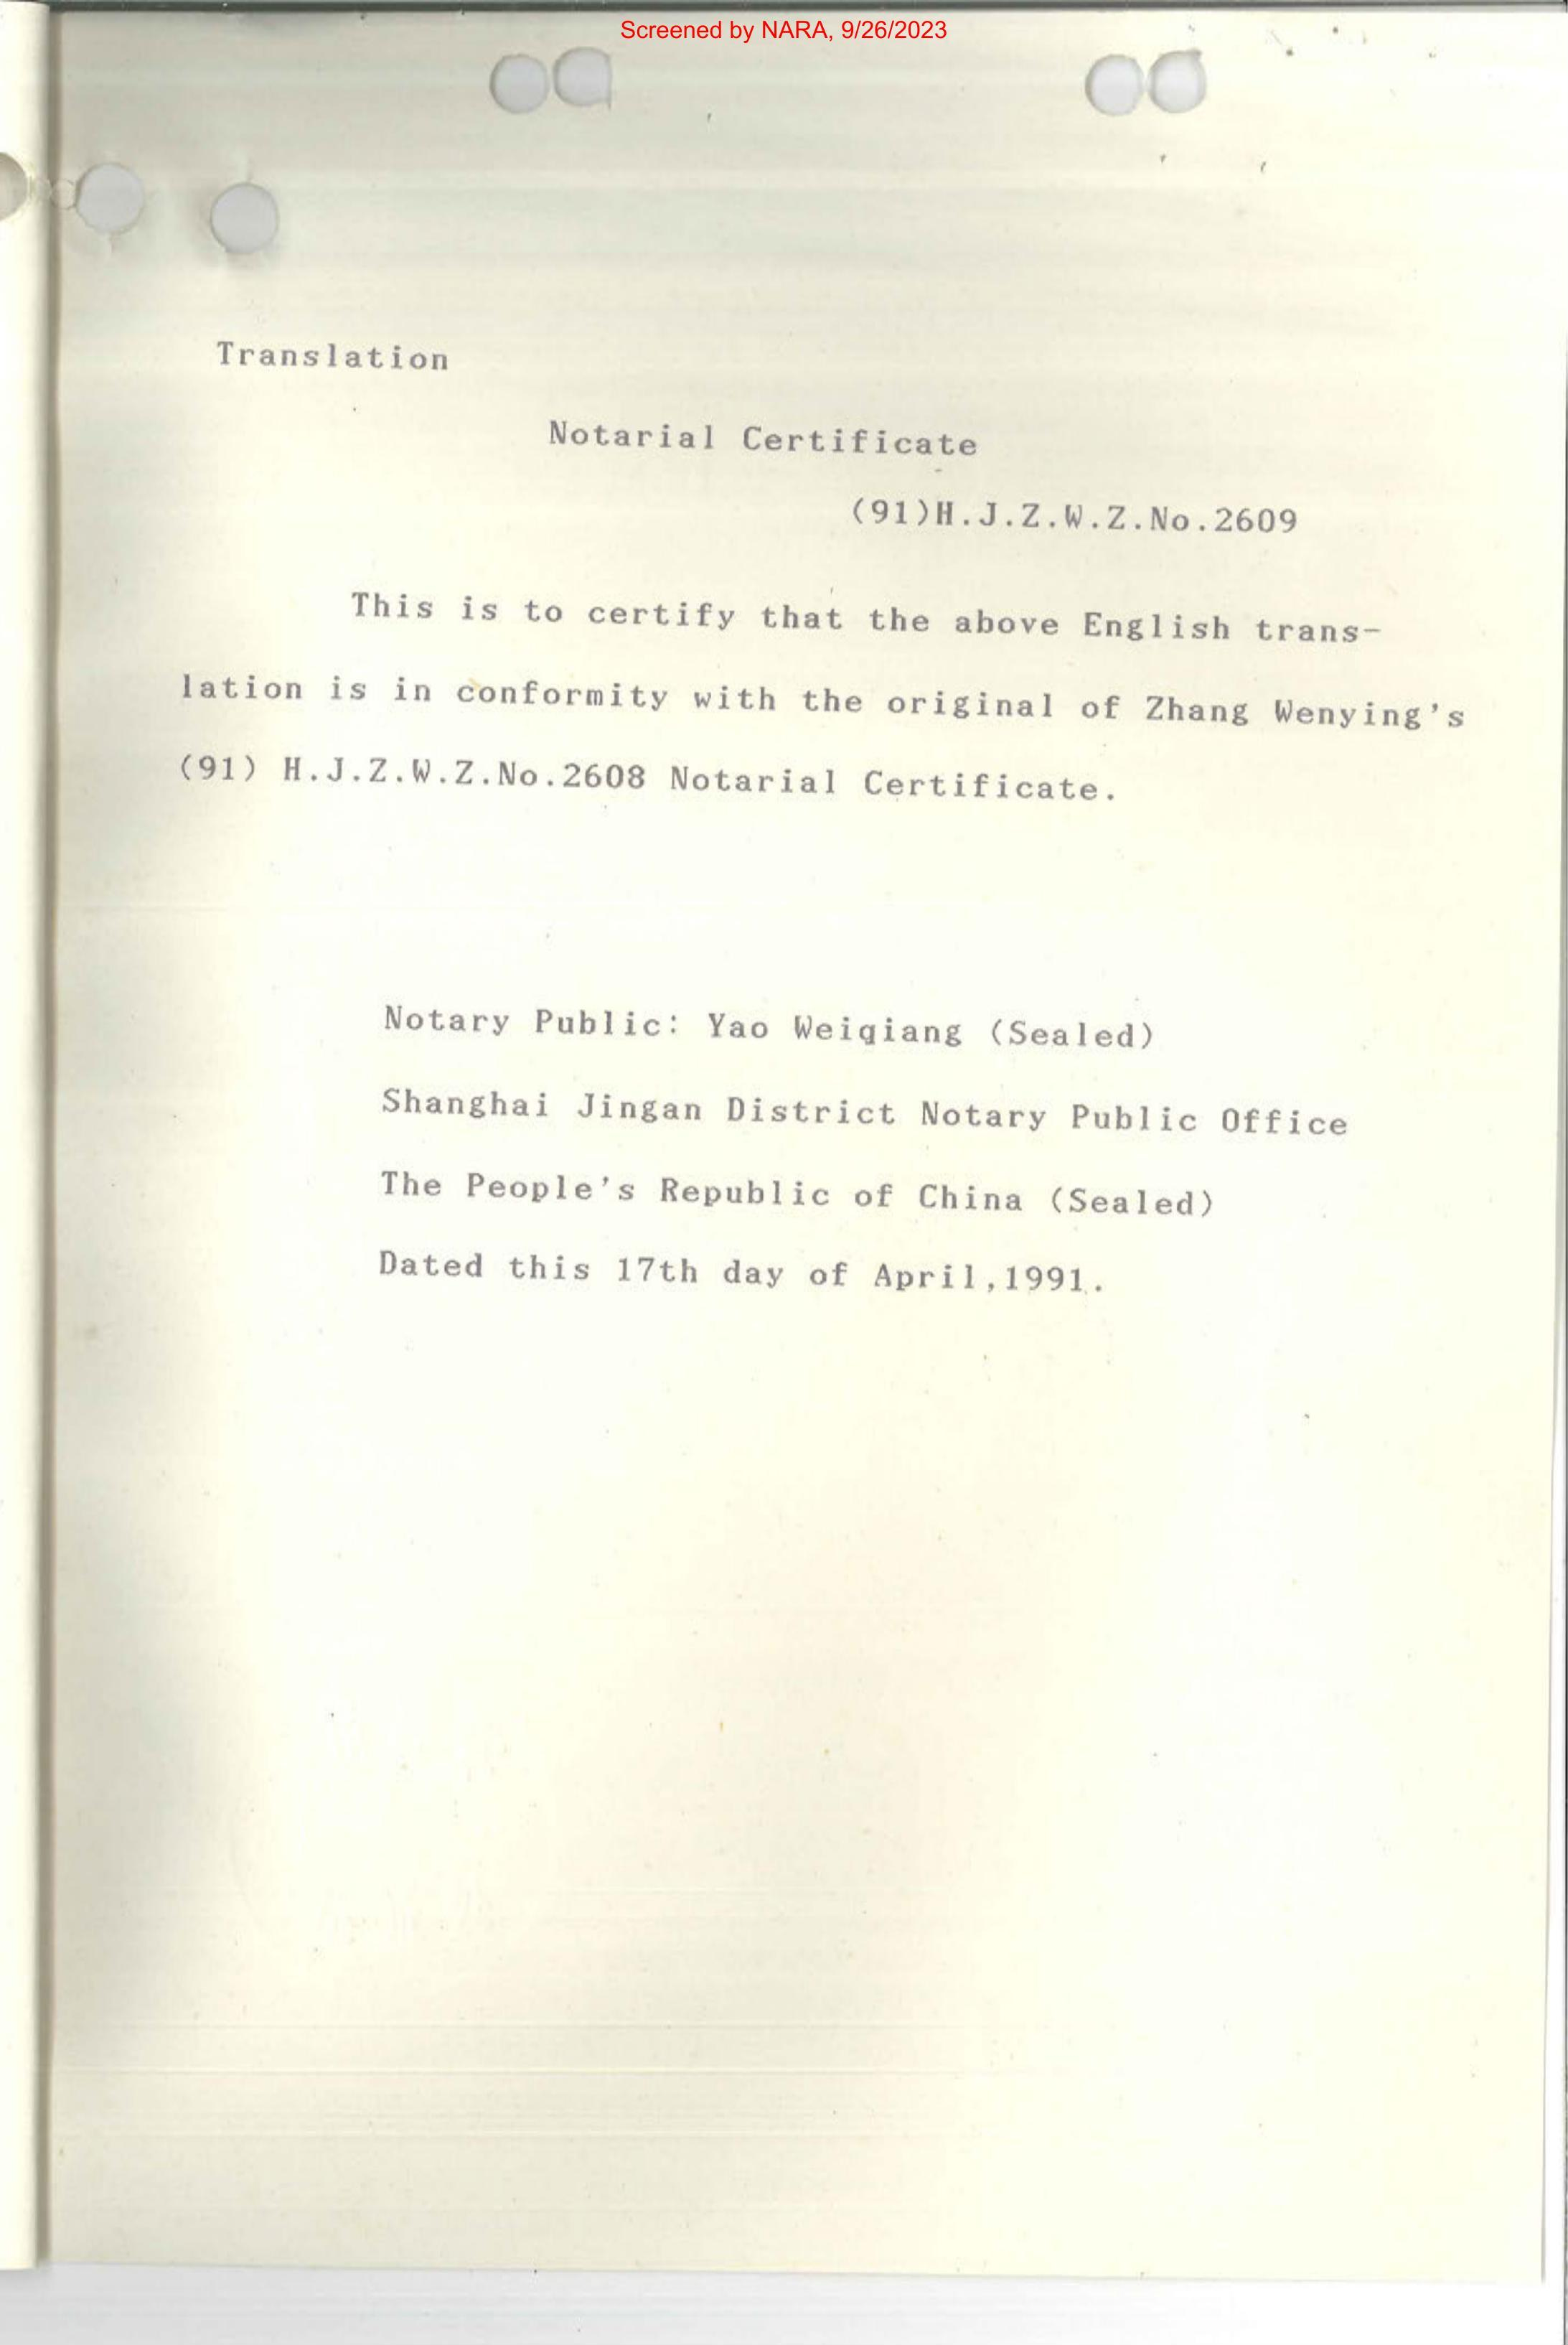 Screened by NARA, 9/26/2023
Translation
Notarial Certificate
(91)H.J.Z.W.Z.No.2609
This is to certify that the above English trans-
lation is in conformity with the original of Zhang Wenying's
(91) H.J.Z.W.Z.No.2608 Notarial Certificate.
Notary Public: Yao Weiqiang (Sealed)
Shanghai Jingan District Notary Public Office
The People's Republic of China (Sealed)
Dated this 17th day of April,1991.